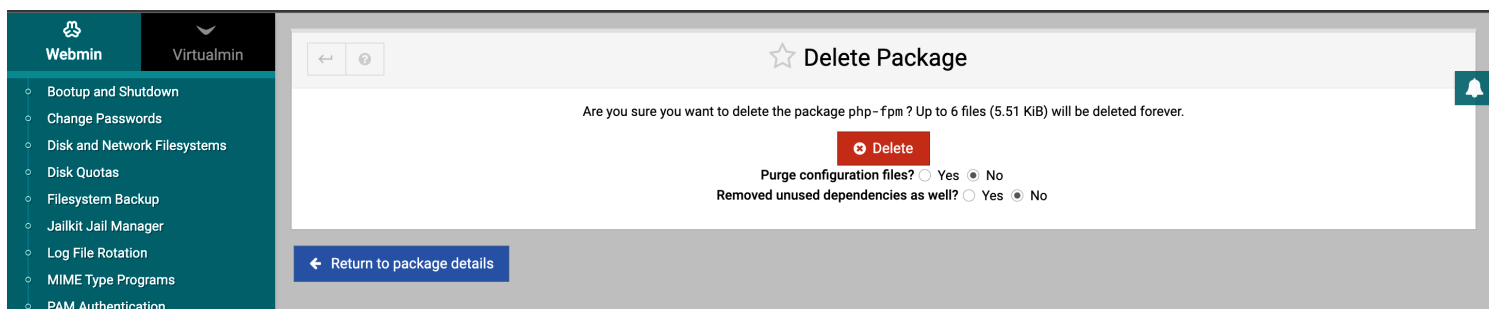 Webmin
Virtualmin
Bootup and Shutdown
Change Passwords
Disk and Network Filesystems
Disk Quotas
Filesystem Backup
Jailkit Jail Manager
Log File Rotation
MIME Type Programs
PAM Authentication
Delete Package
Are you sure you want to delete the package php-fpm ? Up to 6 files (5.51 KiB) will be deleted forever.
Delete
Purge configuration files? Yes No
Removed unused dependencies as well? Yes No
Return to package details